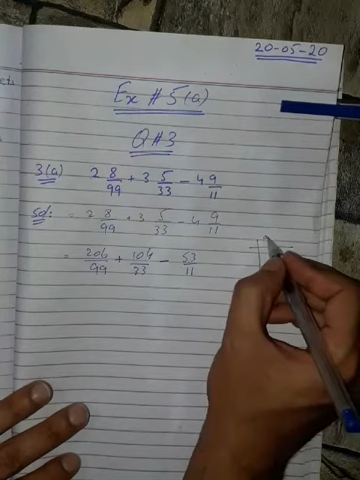 20-05-20
Ex # 5(a)
Q#3
3(a) 2 8/99 + 3 5/33 - 4 9/11
Sol: = 2 8/99 + 3 5/33 - 4 9/11
= 206/99 + 104/33 - 53/11